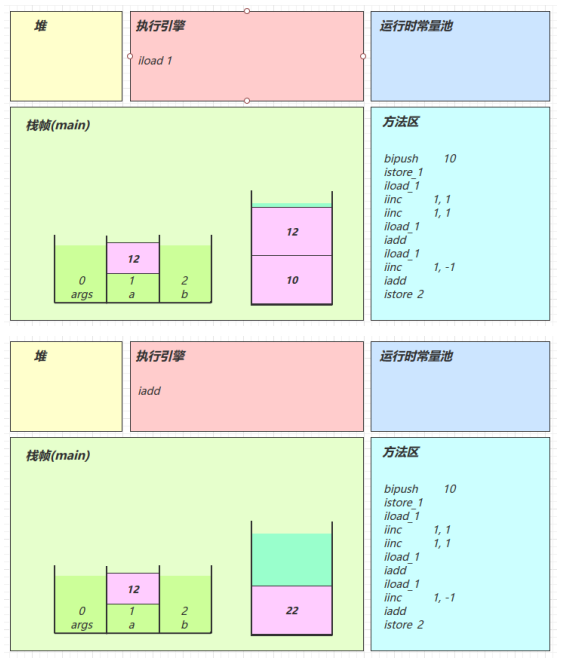 堆
执行引擎
运行时常量池
iload 1
栈帧(main)
方法区
bipush 10
istore_1
iload_1
iinc 1, 1
iinc 1, 1
iload_1
iadd
iload_1
iinc 1, -1
iadd
istore 2
12
12
10
0 1 2
args a b
堆
执行引擎
运行时常量池
iadd
栈帧(main)
方法区
bipush 10
istore_1
iload_1
iinc 1, 1
iinc 1, 1
iload_1
iadd
iload_1
iinc 1, -1
iadd
istore 2
12
22
0 1 2
args a b